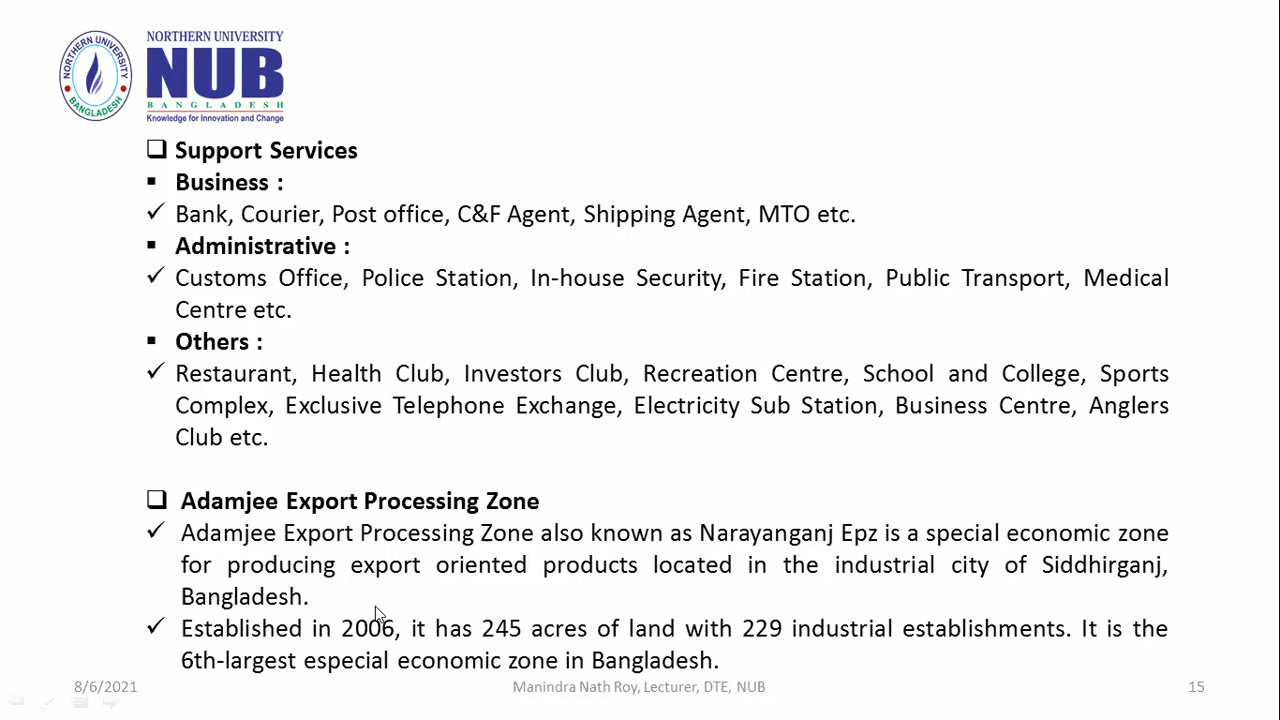 NORTHERN UNIVERSITY
BANGLADESH
NORTHERN UNIVERSITY
NUB
BANGLADESH
Knowledge for Innovation and Change
❑ Support Services
▪ Business :
✓ Bank, Courier, Post office, C&F Agent, Shipping Agent, MTO etc.
▪ Administrative :
✓ Customs Office, Police Station, In-house Security, Fire Station, Public Transport, Medical
Centre etc.
▪ Others :
✓ Restaurant, Health Club, Investors Club, Recreation Centre, School and College, Sports
Complex, Exclusive Telephone Exchange, Electricity Sub Station, Business Centre, Anglers
Club etc.
❑ Adamjee Export Processing Zone
✓ Adamjee Export Processing Zone also known as Narayanganj Epz is a special economic zone
for producing export oriented products located in the industrial city of Siddhirganj,
Bangladesh.
✓ Established in 2006, it has 245 acres of land with 229 industrial establishments. It is the
6th-largest especial economic zone in Bangladesh.
8/6/2021 Manindra Nath Roy, Lecturer, DTE, NUB 15